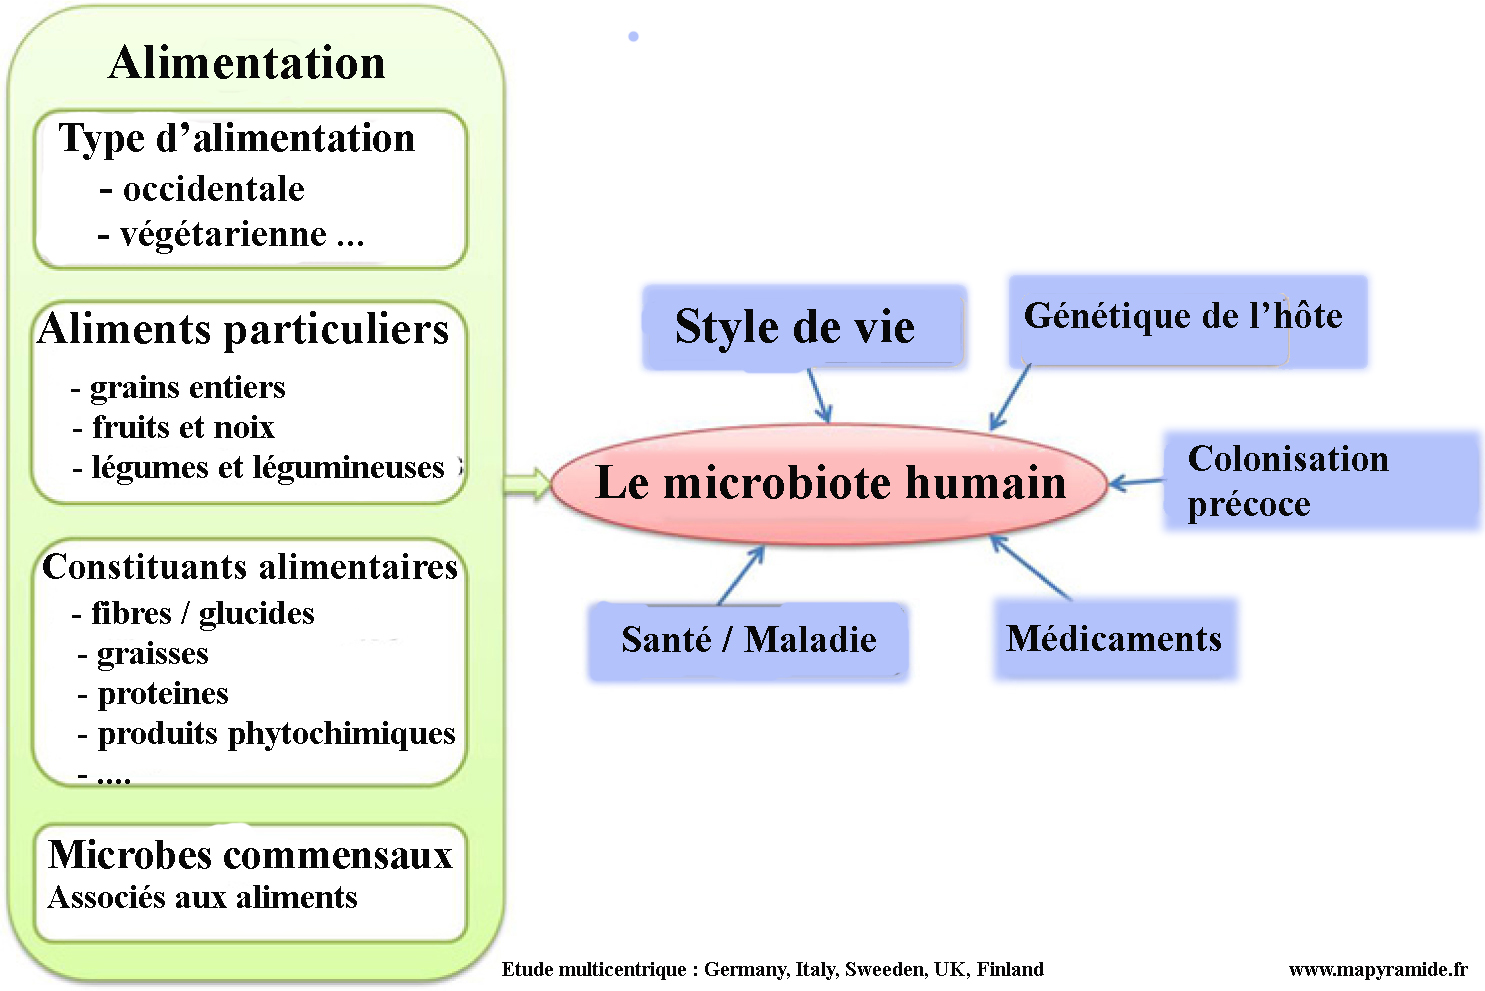 Alimentation
Type d’alimentation
- occidentale
- végétarienne ...
Aliments particuliers
- grains entiers
- fruits et noix
- légumes et légumineuses
Constituants alimentaires
- fibres / glucides
- graisses
- proteines
- produits phytochimiques
- ....
Microbes commensaux
Associés aux aliments
Style de vie
Génétique de l’hôte
Le microbiote humain
Colonisation
précoce
Santé / Maladie
Médicaments
Etude multicentrique : Germany, Italy, Sweeden, UK, Finland
www.mapyramide.fr